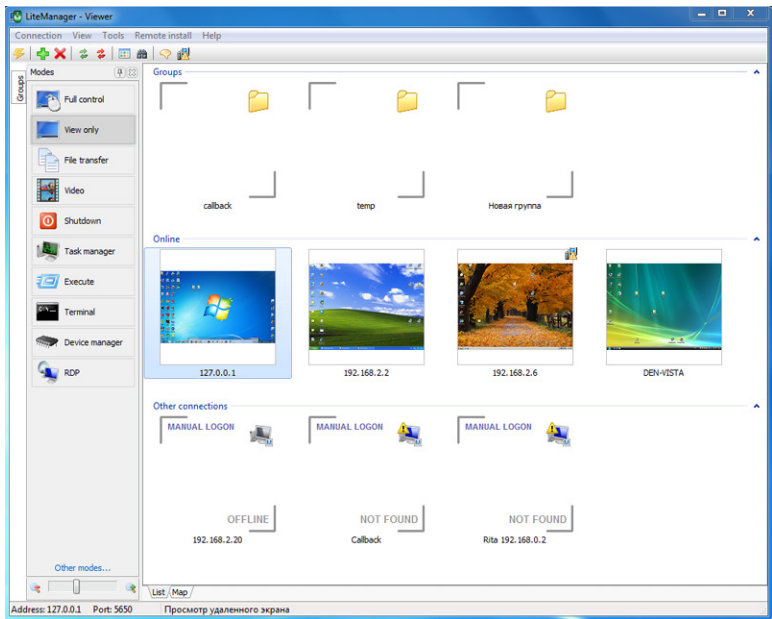 LiteManager - Viewer
Connection View Tools Remote install Help
Groups
Modes
Full control
View only
File transfer
Video
Shutdown
Task manager
Execute
Terminal
Device manager
RDP
Other modes...
Groups
callback temp Новая группа
Online
127.0.0.1 192.168.2.2 192.168.2.6 DEN-VISTA
Other connections
MANUAL LOGON MANUAL LOGON MANUAL LOGON
OFFLINE NOT FOUND NOT FOUND
192.168.2.20 Callback Rita 192.168.0.2
List Map
Address: 127.0.0.1 Port: 5650 Просмотр удаленного экрана